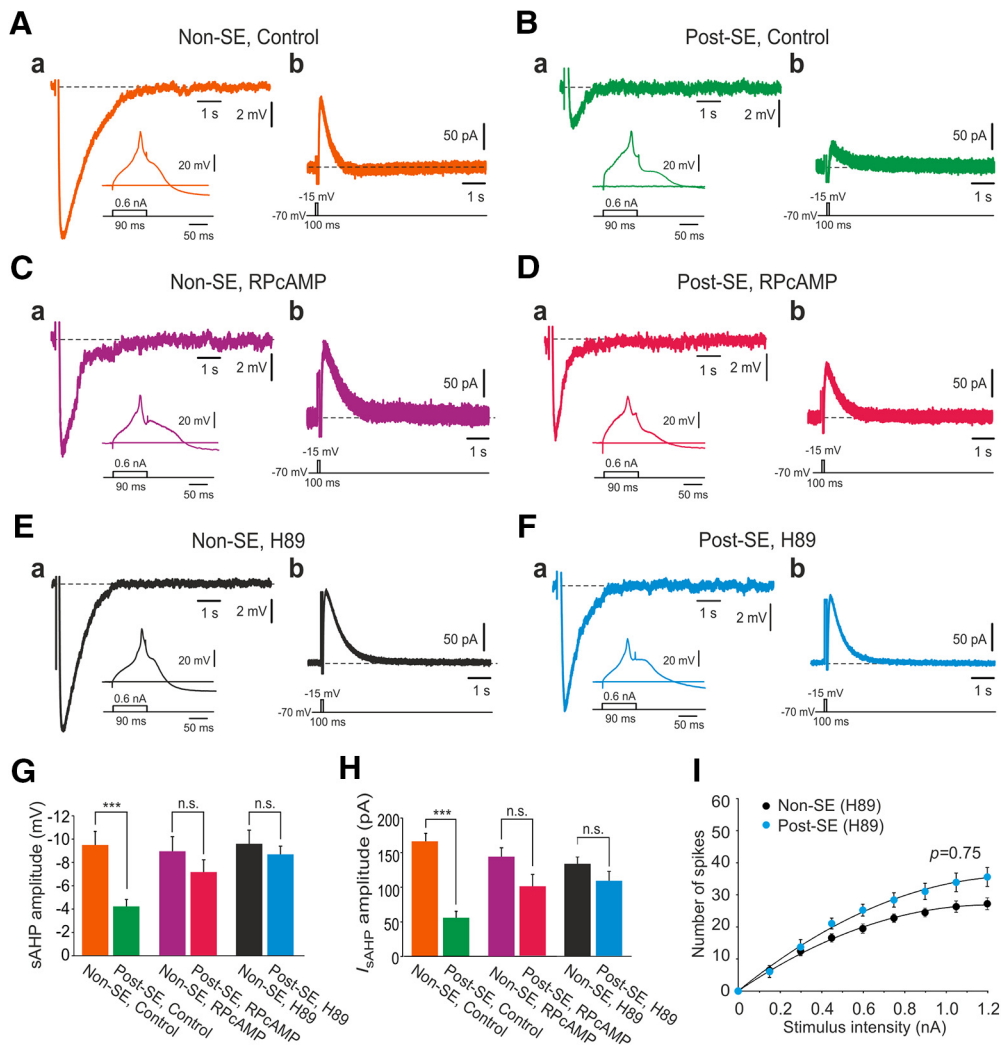 A
Non-SE, Control
a
b
1 s
2 mV
20 mV
0.6 nA
90 ms
50 ms
50 pA
1 s
-15 mV
-70 mV
100 ms
B
Post-SE, Control
a
b
1 s
2 mV
20 mV
0.6 nA
90 ms
50 ms
50 pA
1 s
-15 mV
-70 mV
100 ms
C
Non-SE, RPcAMP
a
b
1 s
2 mV
20 mV
0.6 nA
90 ms
50 ms
50 pA
1 s
-15 mV
-70 mV
100 ms
D
Post-SE, RPcAMP
a
b
1 s
2 mV
20 mV
0.6 nA
90 ms
50 ms
50 pA
1 s
-15 mV
-70 mV
100 ms
E
Non-SE, H89
a
b
1 s
2 mV
20 mV
0.6 nA
90 ms
50 ms
50 pA
1 s
-15 mV
-70 mV
100 ms
F
Post-SE, H89
a
b
1 s
2 mV
20 mV
0.6 nA
90 ms
50 ms
50 pA
1 s
-15 mV
-70 mV
100 ms
G
sAHP amplitude (mV)
-12
-10
-8
-6
-4
-2
0
***
n.s.
n.s.
Non-SE, Control
Post-SE, Control
Non-SE, RPcAMP
Post-SE, RPcAMP
Non-SE, H89
Post-SE, H89
H
IsAHP amplitude (pA)
200
150
100
50
0
***
n.s.
n.s.
Non-SE, Control
Post-SE, Control
Non-SE, RPcAMP
Post-SE, RPcAMP
Non-SE, H89
Post-SE, H89
I
Number of spikes
60
50
40
30
20
10
0
Non-SE (H89)
Post-SE (H89)
p=0.75
0.0
0.2
0.4
0.6
0.8
1.0
1.2
Stimulus intensity (nA)